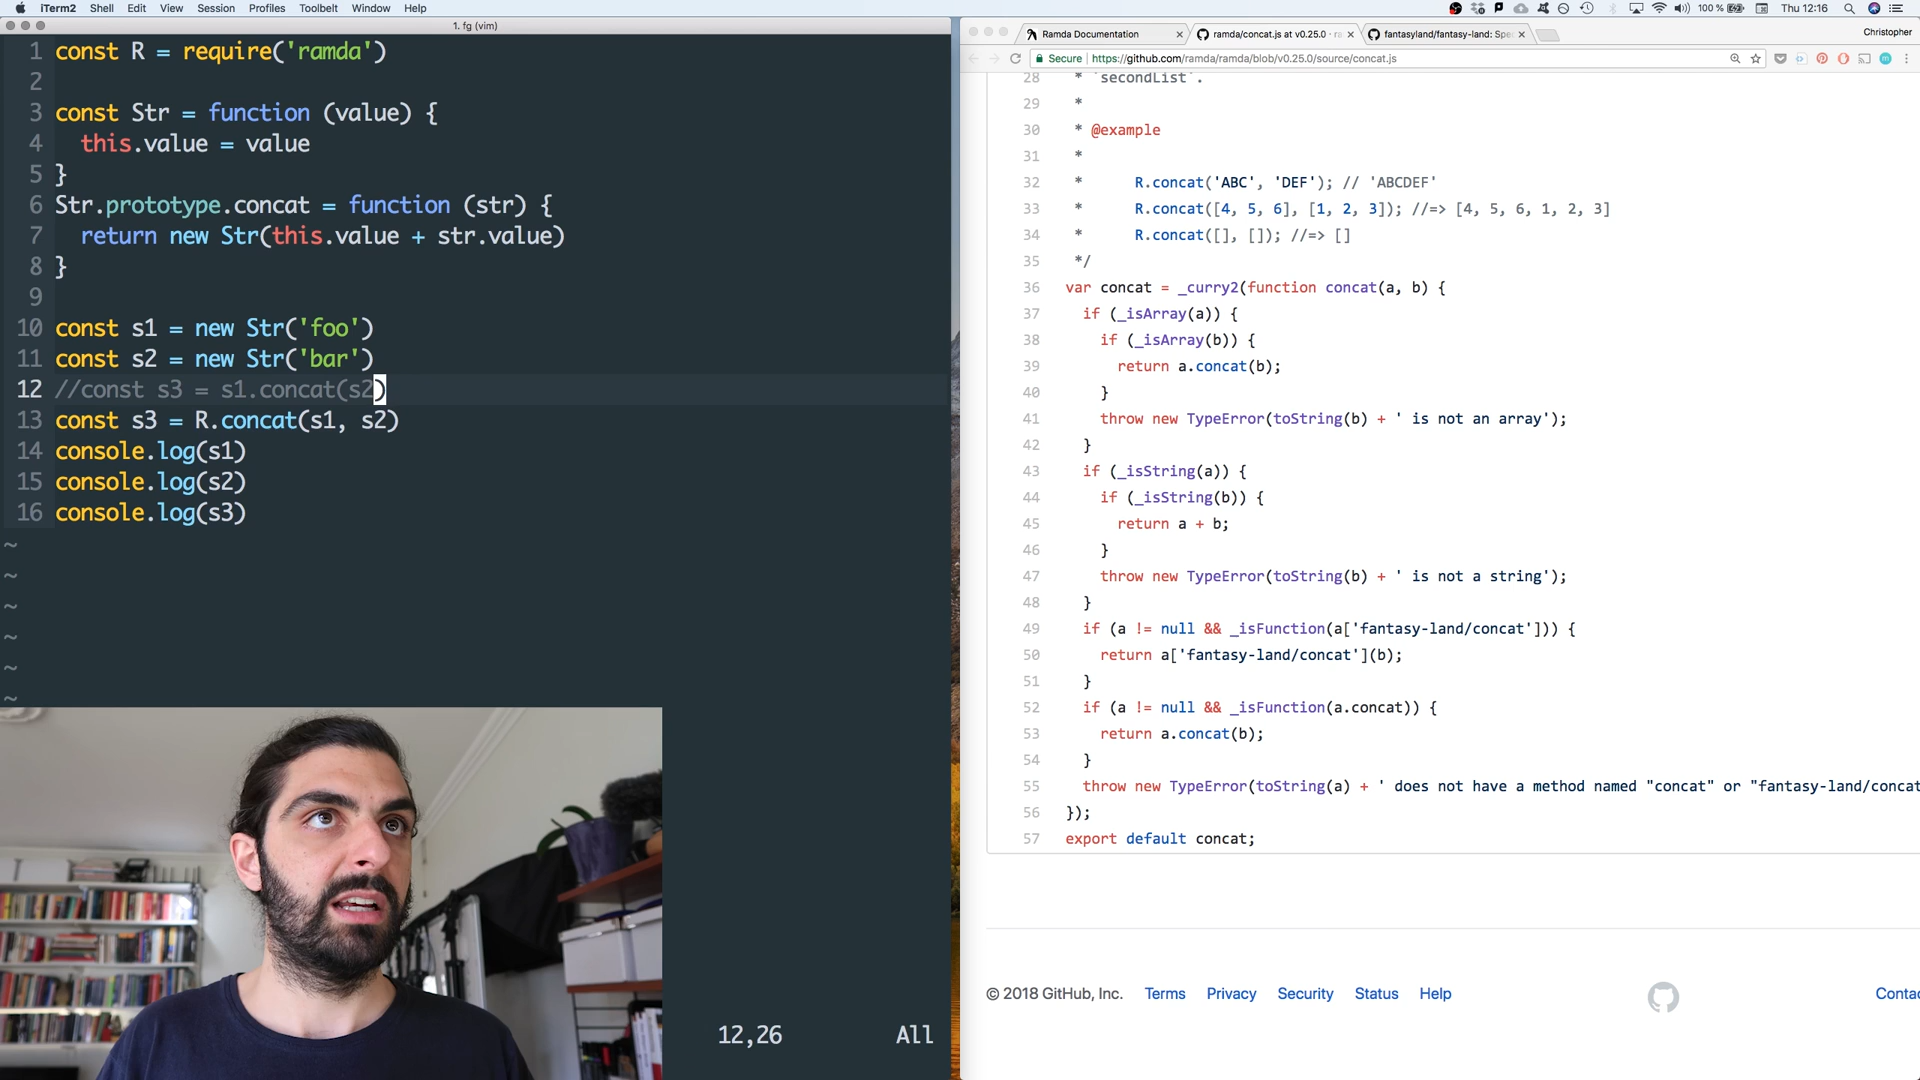 iTerm2 Shell Edit View Session Profiles Toolbelt Window Help
100 % Thu 12:16
1. fg (vim)
1 const R = require('ramda')
2
3 const Str = function (value) {
4 this.value = value
5 }
6 Str.prototype.concat = function (str) {
7 return new Str(this.value + str.value)
8 }
9
10 const s1 = new Str('foo')
11 const s2 = new Str('bar')
12 //const s3 = s1.concat(s2)
13 const s3 = R.concat(s1, s2)
14 console.log(s1)
15 console.log(s2)
16 console.log(s3)
~
~
~
~
~
~
12,26 All
Ramda Documentation
ramda/concat.js at v0.25.0 · ra
fantasyland/fantasy-land: Spe
Christopher
Secure https://github.com/ramda/ramda/blob/v0.25.0/source/concat.js
28 * `secondList`.
29 *
30 * @example
31 *
32 * R.concat('ABC', 'DEF'); // 'ABCDEF'
33 * R.concat([4, 5, 6], [1, 2, 3]); //=> [4, 5, 6, 1, 2, 3]
34 * R.concat([], []); //=> []
35 */
36 var concat = _curry2(function concat(a, b) {
37 if (_isArray(a)) {
38 if (_isArray(b)) {
39 return a.concat(b);
40 }
41 throw new TypeError(toString(b) + ' is not an array');
42 }
43 if (_isString(a)) {
44 if (_isString(b)) {
45 return a + b;
46 }
47 throw new TypeError(toString(b) + ' is not a string');
48 }
49 if (a != null && _isFunction(a['fantasy-land/concat'])) {
50 return a['fantasy-land/concat'](b);
51 }
52 if (a != null && _isFunction(a.concat)) {
53 return a.concat(b);
54 }
55 throw new TypeError(toString(a) + ' does not have a method named "concat" or "fantasy-land/concat
56 });
57 export default concat;
© 2018 GitHub, Inc. Terms Privacy Security Status Help
Contac